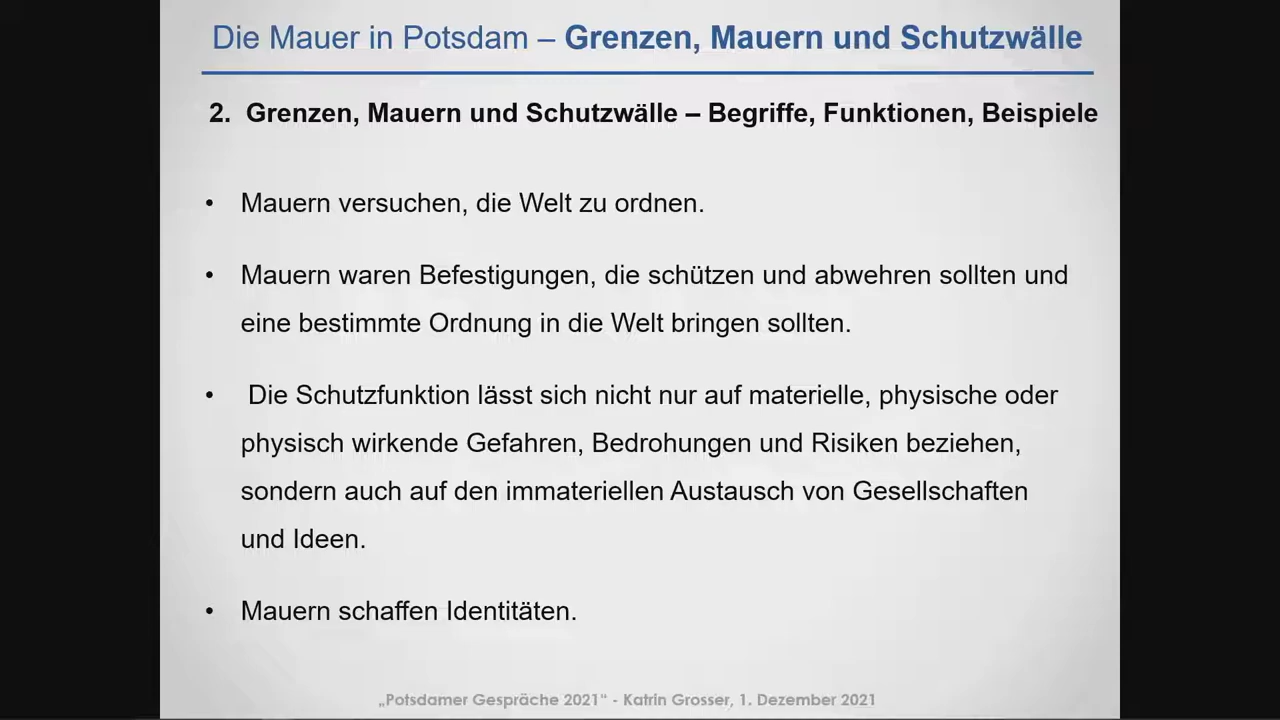 Die Mauer in Potsdam – Grenzen, Mauern und Schutzwälle
2. Grenzen, Mauern und Schutzwälle – Begriffe, Funktionen, Beispiele
• Mauern versuchen, die Welt zu ordnen.
• Mauern waren Befestigungen, die schützen und abwehren sollten und
eine bestimmte Ordnung in die Welt bringen sollten.
• Die Schutzfunktion lässt sich nicht nur auf materielle, physische oder
physisch wirkende Gefahren, Bedrohungen und Risiken beziehen,
sondern auch auf den immateriellen Austausch von Gesellschaften
und Ideen.
• Mauern schaffen Identitäten.
„Potsdamer Gespräche 2021“ - Katrin Grosser, 1. Dezember 2021